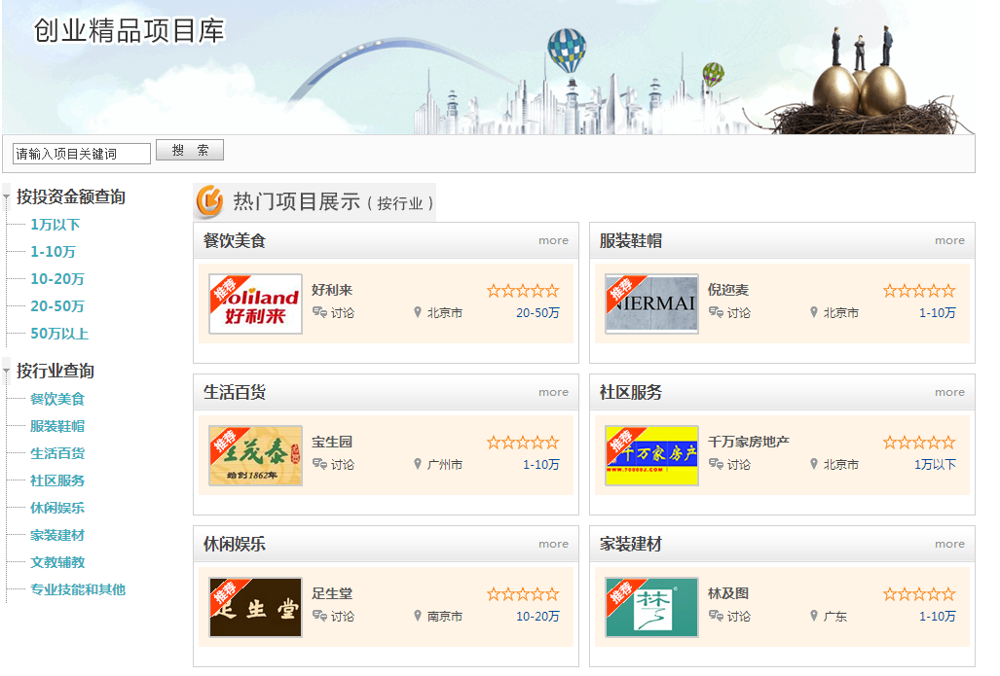 创业精品项目库
请输入项目关键词
搜 索
按投资金额查询
1万以下
1-10万
10-20万
20-50万
50万以上
按行业查询
餐饮美食
服装鞋帽
生活百货
社区服务
休闲娱乐
家装建材
文教辅教
专业技能和其他
热门项目展示 ( 按行业 )
餐饮美食 more
推荐
oliland
好利来
好利来
讨论 北京市 20-50万
服装鞋帽 more
推荐
NIERMAI
倪迩麦
讨论 北京市 1-10万
生活百货 more
推荐
茂泰
始创1862年
宝生园
讨论 广州市 1-10万
社区服务 more
推荐
千万家房产
千万家房地产
讨论 北京市 1万以下
休闲娱乐 more
推荐
足生堂
足生堂
讨论 南京市 10-20万
家装建材 more
推荐
林
林及图
讨论 广东 1-10万